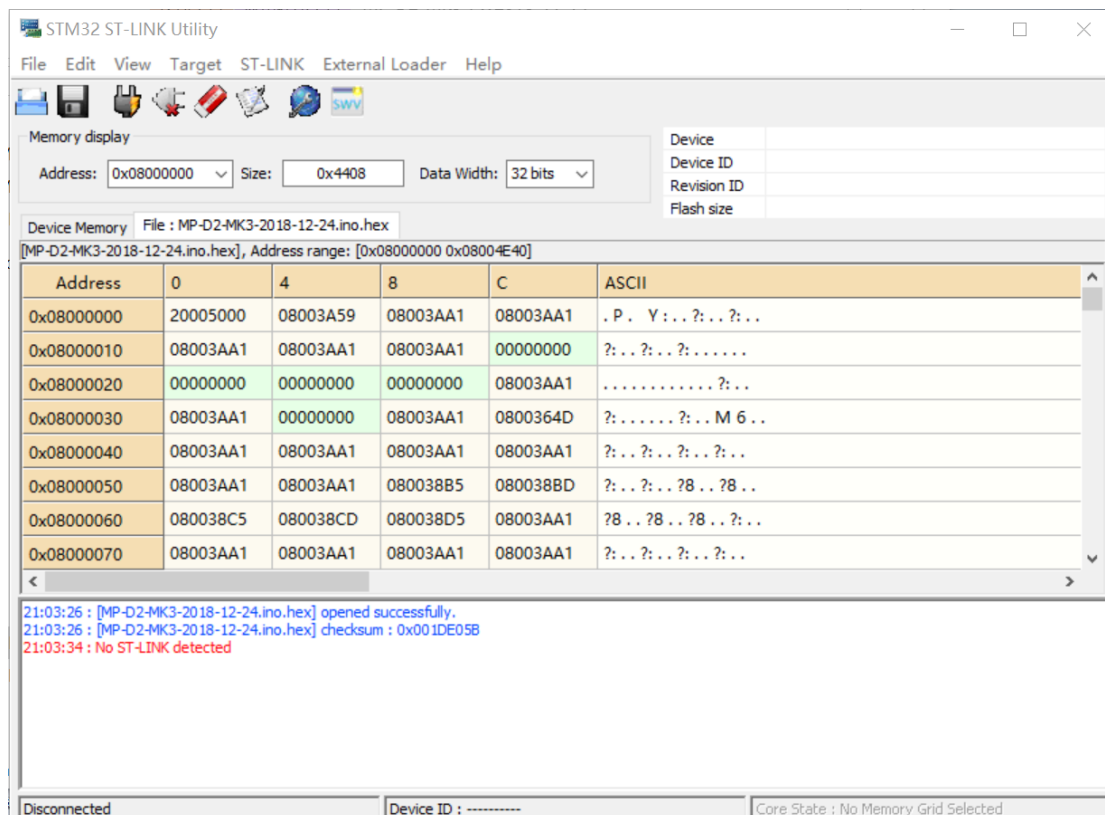 STM32 ST-LINK Utility
File Edit View Target ST-LINK External Loader Help
SWV
Memory display
Address: 0x08000000 Size: 0x4408 Data Width: 32 bits
Device
Device ID
Revision ID
Flash size
Device Memory File : MP-D2-MK3-2018-12-24.ino.hex
[MP-D2-MK3-2018-12-24.ino.hex], Address range: [0x08000000 0x08004E40]
Address 0 4 8 C ASCII
0x08000000 20005000 08003A59 08003AA1 08003AA1 . P . Y : . . ?: . . ?: . .
0x08000010 08003AA1 08003AA1 08003AA1 00000000 ?: . . ?: . . ?: . . . . . .
0x08000020 00000000 00000000 00000000 08003AA1 . . . . . . . . . . . . ?: . .
0x08000030 08003AA1 00000000 08003AA1 0800364D ?: . . . . . . ?: . . M 6 . .
0x08000040 08003AA1 08003AA1 08003AA1 08003AA1 ?: . . ?: . . ?: . . ?: . .
0x08000050 08003AA1 08003AA1 080038B5 080038BD ?: . . ?: . . ?8 . . ?8 . .
0x08000060 080038C5 080038CD 080038D5 08003AA1 ?8 . . ?8 . . ?8 . . ?: . .
0x08000070 08003AA1 08003AA1 08003AA1 08003AA1 ?: . . ?: . . ?: . . ?: . .
21:03:26 : [MP-D2-MK3-2018-12-24.ino.hex] opened successfully.
21:03:26 : [MP-D2-MK3-2018-12-24.ino.hex] checksum : 0x001DE05B
21:03:34 : No ST-LINK detected
Disconnected Device ID : ---------- Core State : No Memory Grid Selected